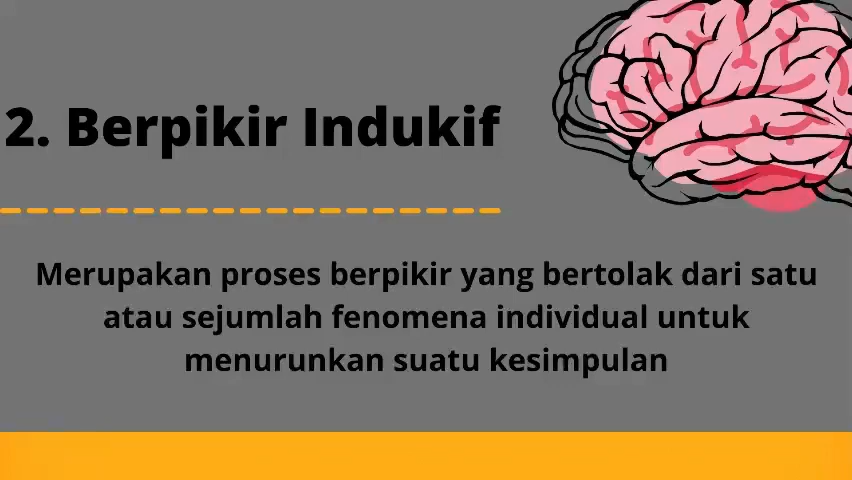 2. Berpikir Indukif
Merupakan proses berpikir yang bertolak dari satu
atau sejumlah fenomena individual untuk
menurunkan suatu kesimpulan